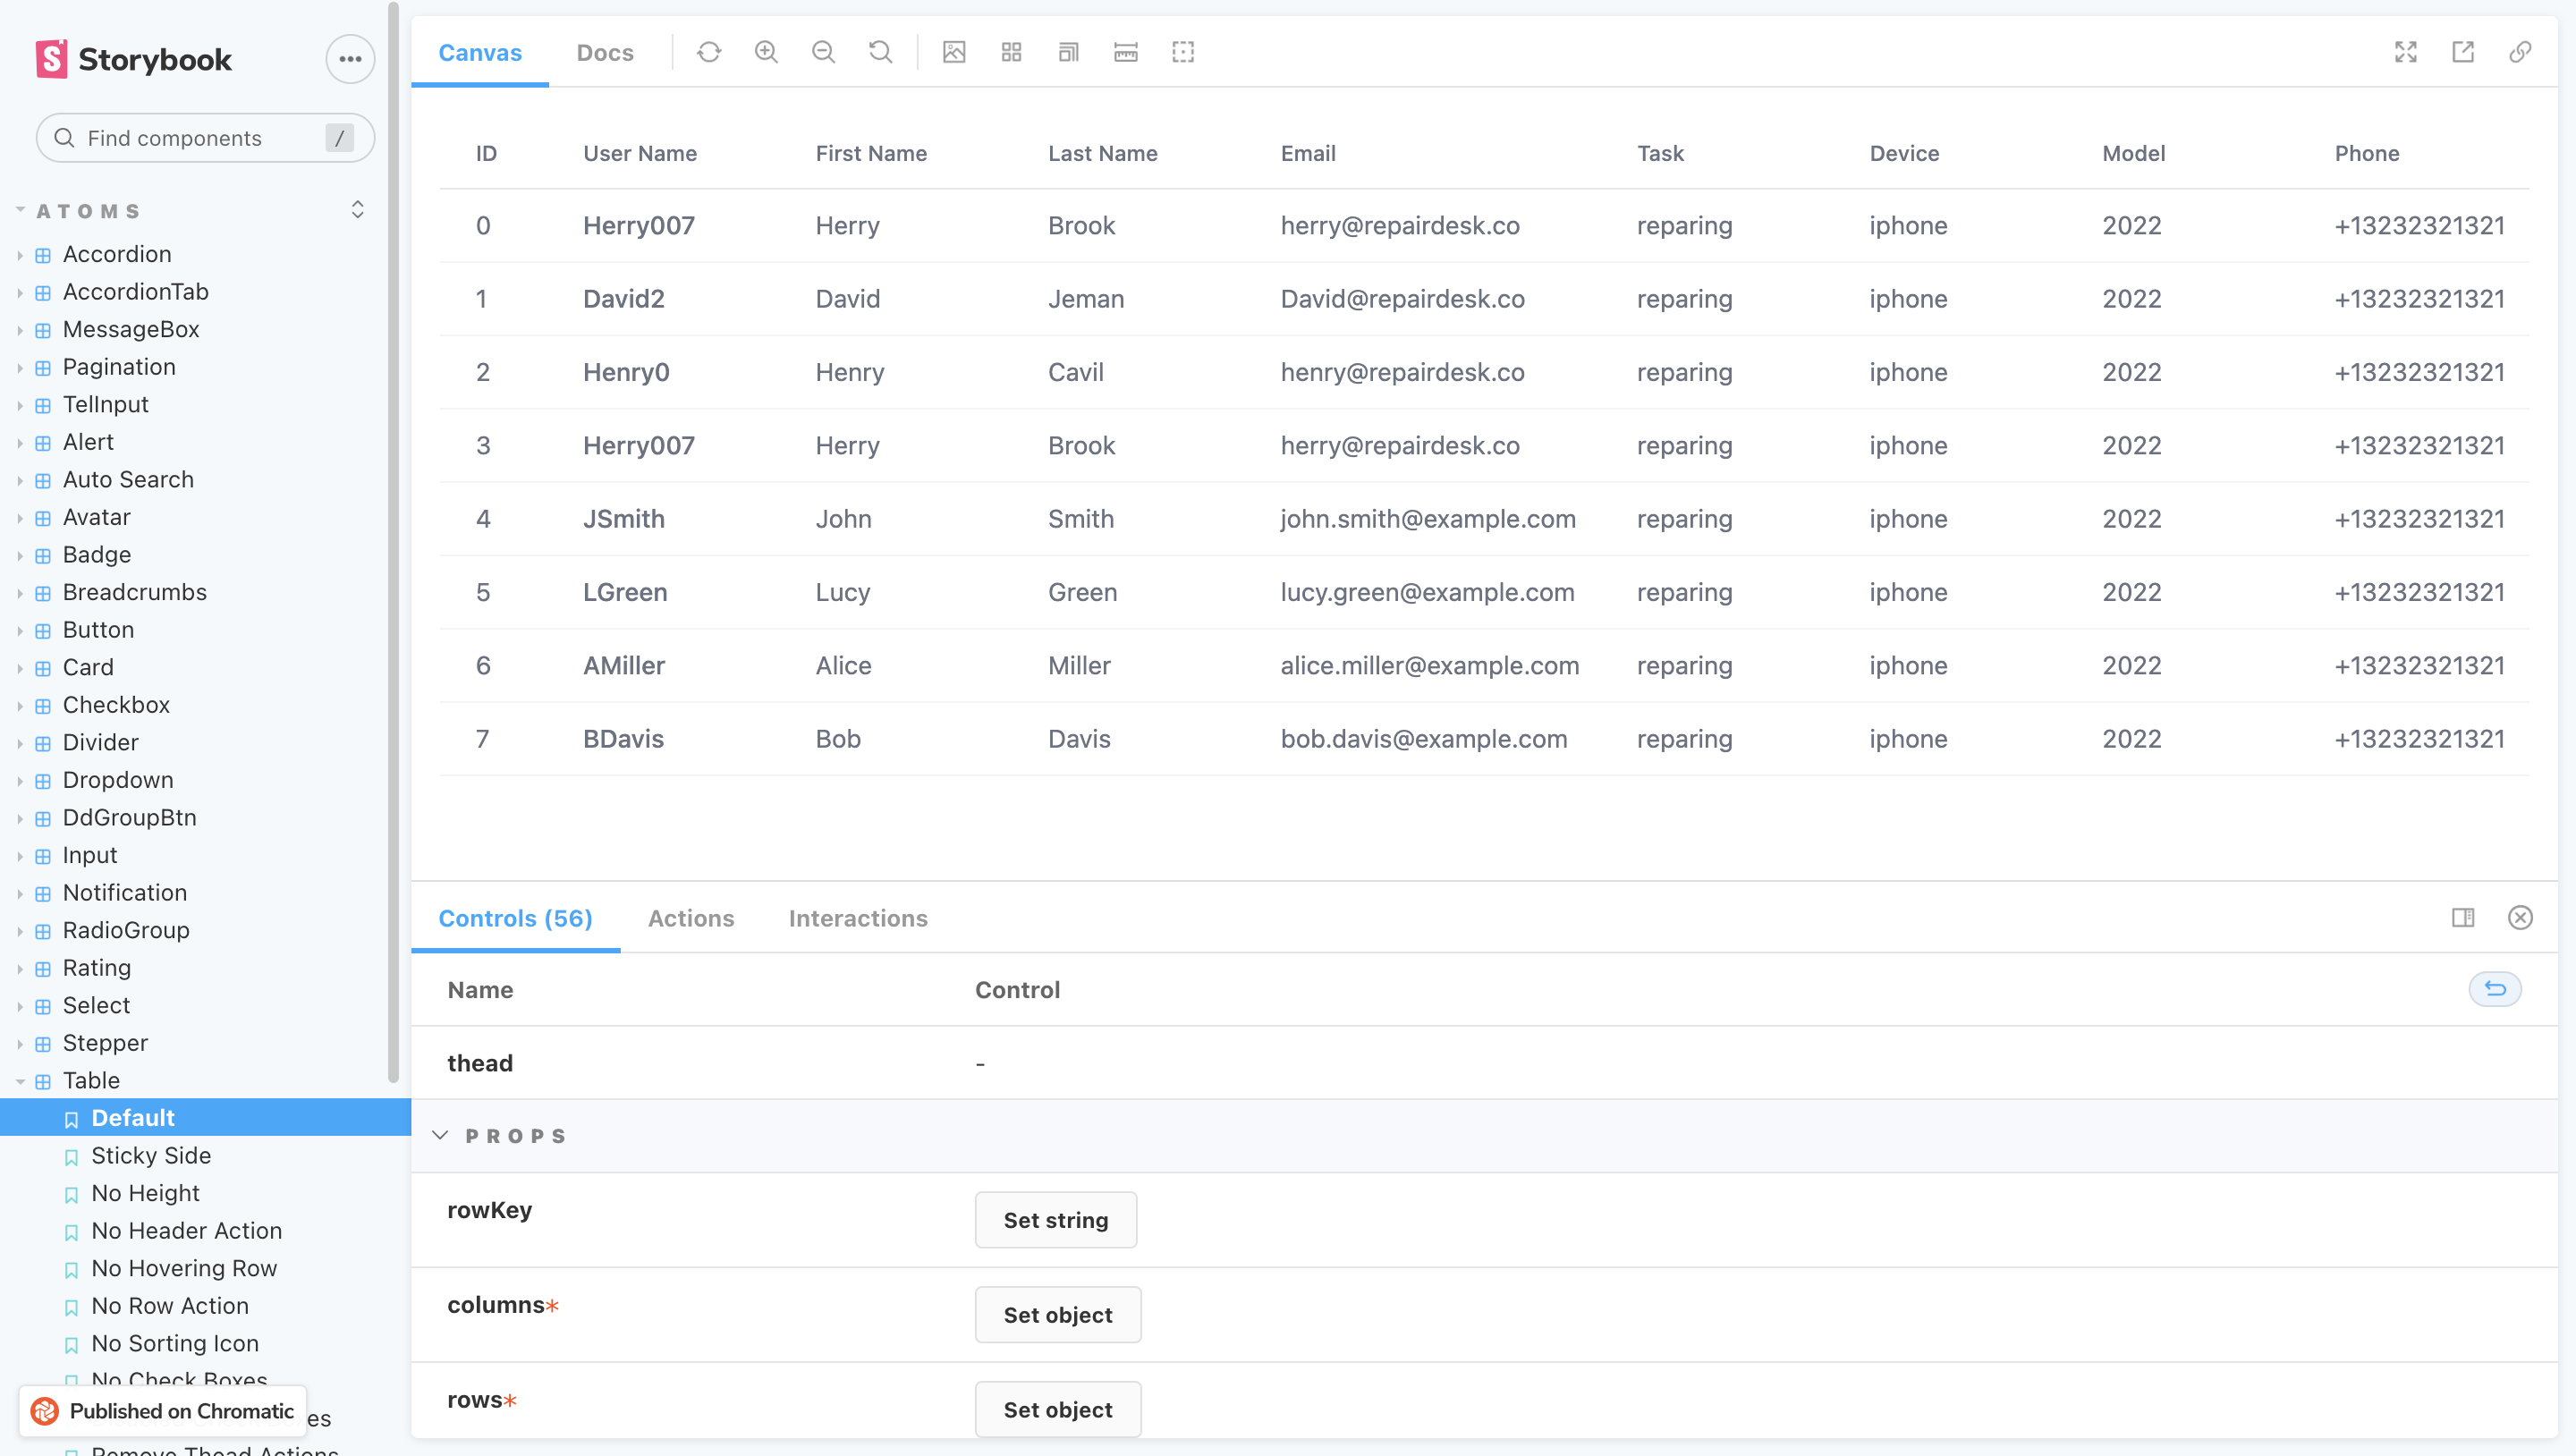 Storybook
Find components /
ATOMS
Accordion
AccordionTab
MessageBox
Pagination
TelInput
Alert
Auto Search
Avatar
Badge
Breadcrumbs
Button
Card
Checkbox
Divider
Dropdown
DdGroupBtn
Input
Notification
RadioGroup
Rating
Select
Stepper
Table
Default
Sticky Side
No Height
No Header Action
No Hovering Row
No Row Action
No Sorting Icon
No Check Boxes
es
Remove Thead Actions
Published on Chromatic
Canvas Docs
ID User Name First Name Last Name Email Task Device Model Phone
0 Herry007 Herry Brook herry@repairdesk.co reparing iphone 2022 +13232321321
1 David2 David Jeman David@repairdesk.co reparing iphone 2022 +13232321321
2 Henry0 Henry Cavil henry@repairdesk.co reparing iphone 2022 +13232321321
3 Herry007 Herry Brook herry@repairdesk.co reparing iphone 2022 +13232321321
4 JSmith John Smith john.smith@example.com reparing iphone 2022 +13232321321
5 LGreen Lucy Green lucy.green@example.com reparing iphone 2022 +13232321321
6 AMiller Alice Miller alice.miller@example.com reparing iphone 2022 +13232321321
7 BDavis Bob Davis bob.davis@example.com reparing iphone 2022 +13232321321
Controls (56) Actions Interactions
Name Control
thead -
PROPS
rowKey Set string
columns* Set object
rows* Set object